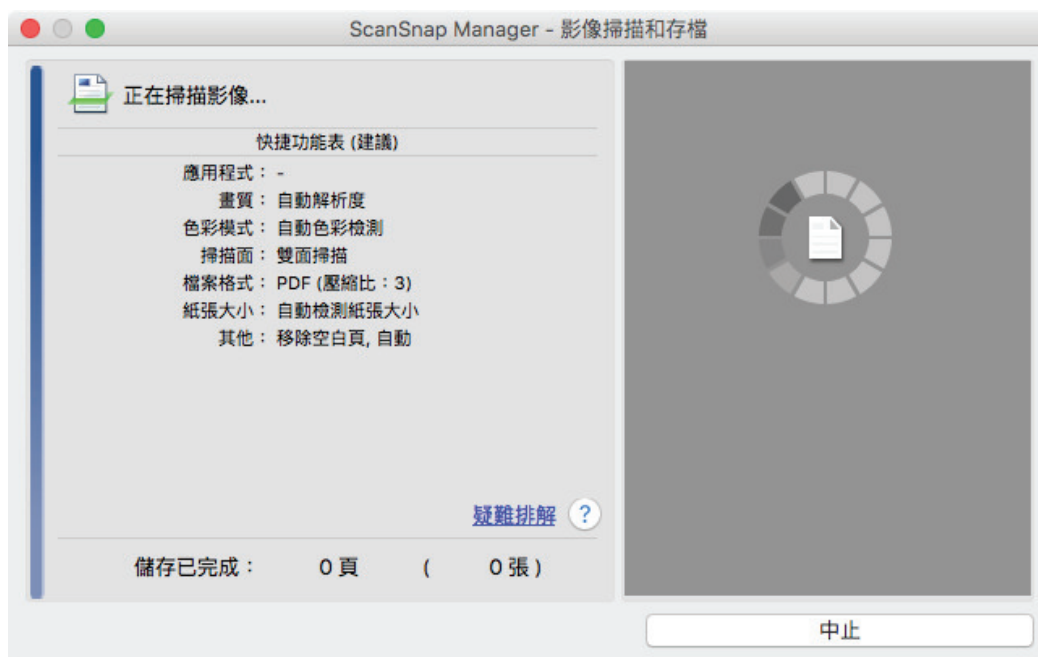 ScanSnap Manager - 影像掃描和存檔
正在掃描影像...
快捷功能表 (建議)
應用程式： -
畫質： 自動解析度
色彩模式： 自動色彩檢測
掃描面： 雙面掃描
檔案格式： PDF (壓縮比：3)
紙張大小： 自動檢測紙張大小
其他： 移除空白頁, 自動
疑難排解 ?
儲存已完成： 0 頁 ( 0 張 )
中止